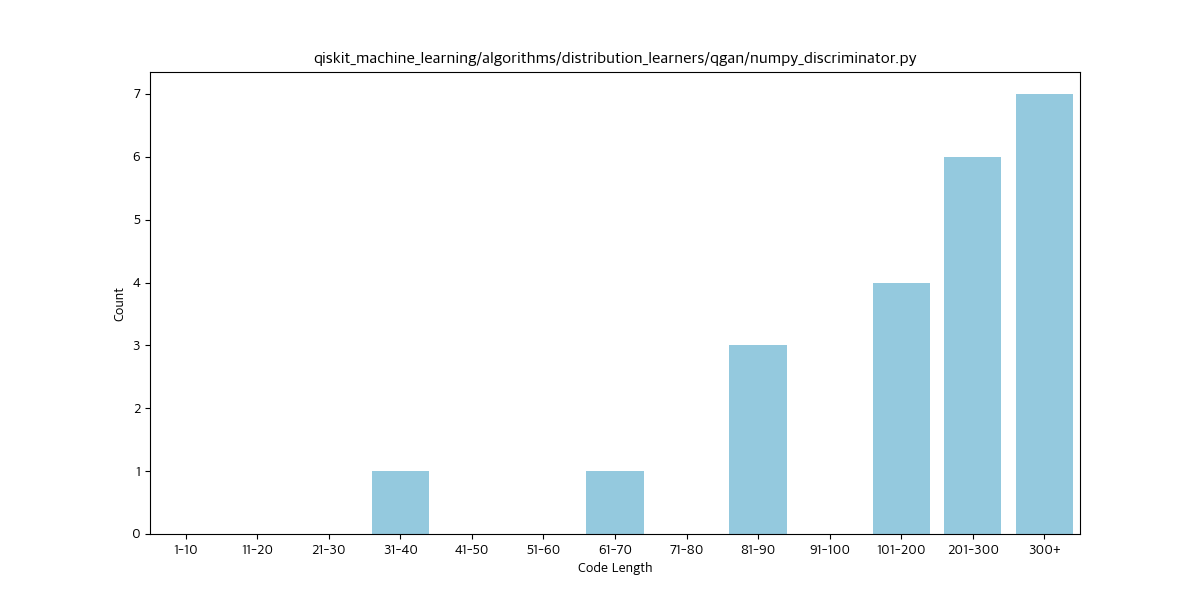 qiskit_machine_learning/algorithms/distribution_learners/qgan/numpy_discriminator.py
7
6
5
4
3
2
1
0
Count
1-10 11-20 21-30 31-40 41-50 51-60 61-70 71-80 81-90 91-100 101-200 201-300 300+
Code Length